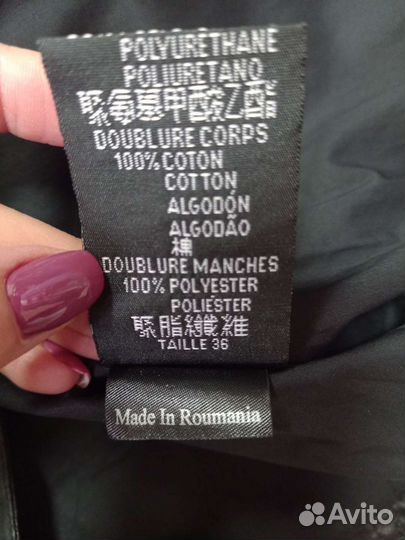 POLYURÉTHANE
POLIURETANO
聚氨基甲酸乙酯
DOUBLURE CORPS
100% COTON
COTTON
ALGODÓN
ALGODÃO
棉
DOUBLURE MANCHES
100% POLYESTER
POLIÉSTER
聚脂纖維
TAILLE 36
Made In Roumania
Avito